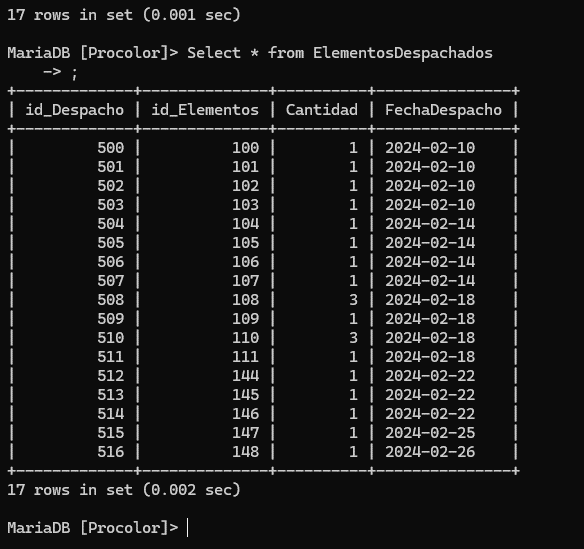 17 rows in set (0.001 sec)
MariaDB [Procolor]> Select * from ElementosDespachados
    -> ;
+-------------+--------------+----------+---------------+
| id_Despacho | id_Elementos | Cantidad | FechaDespacho |
+-------------+--------------+----------+---------------+
|         500 |          100 |        1 | 2024-02-10    |
|         501 |          101 |        1 | 2024-02-10    |
|         502 |          102 |        1 | 2024-02-10    |
|         503 |          103 |        1 | 2024-02-10    |
|         504 |          104 |        1 | 2024-02-14    |
|         505 |          105 |        1 | 2024-02-14    |
|         506 |          106 |        1 | 2024-02-14    |
|         507 |          107 |        1 | 2024-02-14    |
|         508 |          108 |        3 | 2024-02-18    |
|         509 |          109 |        1 | 2024-02-18    |
|         510 |          110 |        3 | 2024-02-18    |
|         511 |          111 |        1 | 2024-02-18    |
|         512 |          144 |        1 | 2024-02-22    |
|         513 |          145 |        1 | 2024-02-22    |
|         514 |          146 |        1 | 2024-02-22    |
|         515 |          147 |        1 | 2024-02-25    |
|         516 |          148 |        1 | 2024-02-26    |
+-------------+--------------+----------+---------------+
17 rows in set (0.002 sec)
MariaDB [Procolor]>